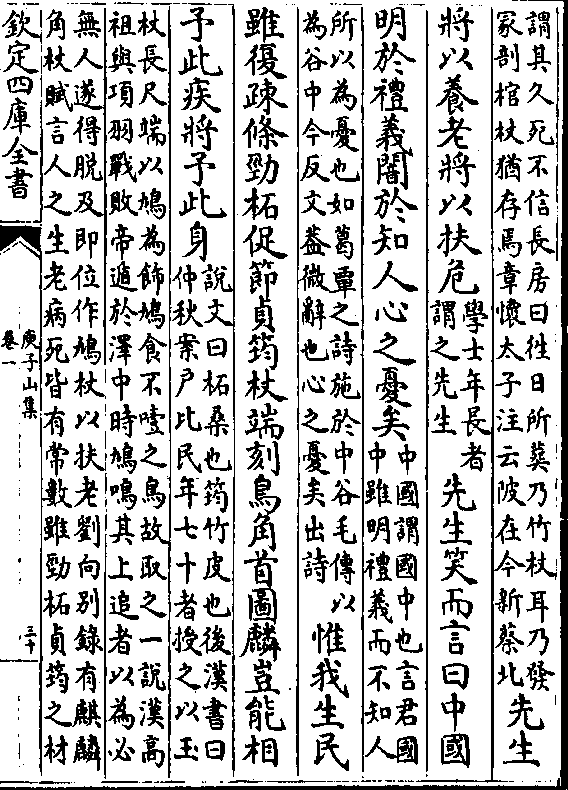 謂其久死不信長房曰徃日所𦵏乃竹杖耳乃發
冢剖棺杖猶存焉章懷太子注云陂在今新蔡北
先生
將以養老將以扶危
學士年長者
謂之先生
先生笑而言曰中國
明於禮義闇於知人心之憂矣
中國謂國中也言君國
中雖明禮義而不知人
所以為憂也如葛覃之詩施於中谷毛傳以
為谷中今反文葢微辭也心之憂矣出詩
惟我生民
雖復疎條勁柘促節貞筠杖端刻鳥角首圖麟豈能相
予此疾將予此身
說文曰柘桑也筠竹皮也後漢書曰
仲秋案戶比民年七十者授之以玉
杖長尺端以鳩為飾鳩食不噎之鳥故取之一說漢高
祖與項羽戰敗帝遁於澤中時鳩鳴其上追者以為必
無人遂得脫及即位作鳩杖以扶老劉向别錄有麒麟
角杖賦言人之生老病死皆有常數雖勁柘貞筠之材
欽定四庫全書
庾子山集
卷一
三十